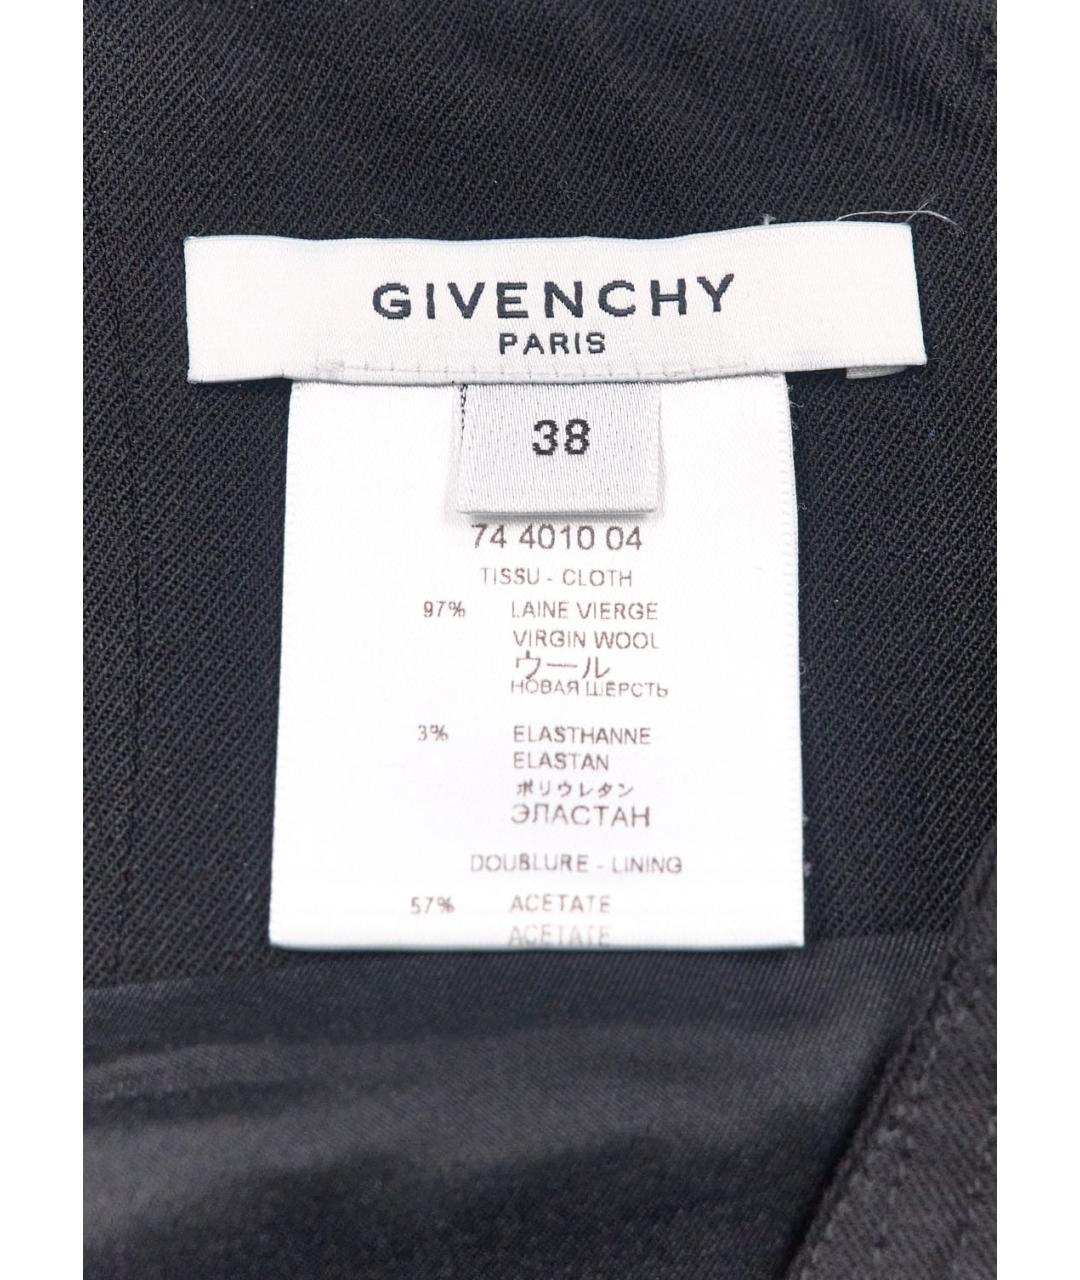 GIVENCHY
PARIS
38
74 4010 04
TISSU - CLOTH
97% LAINE VIERGE
VIRGIN WOOL
ウール
НОВАЯ ШЕРСТЬ
3% ELASTHANNE
ELASTAN
ポリウレタン
ЭЛАСТАН
DOUBLURE - LINING
57% ACETATE
ACETATE